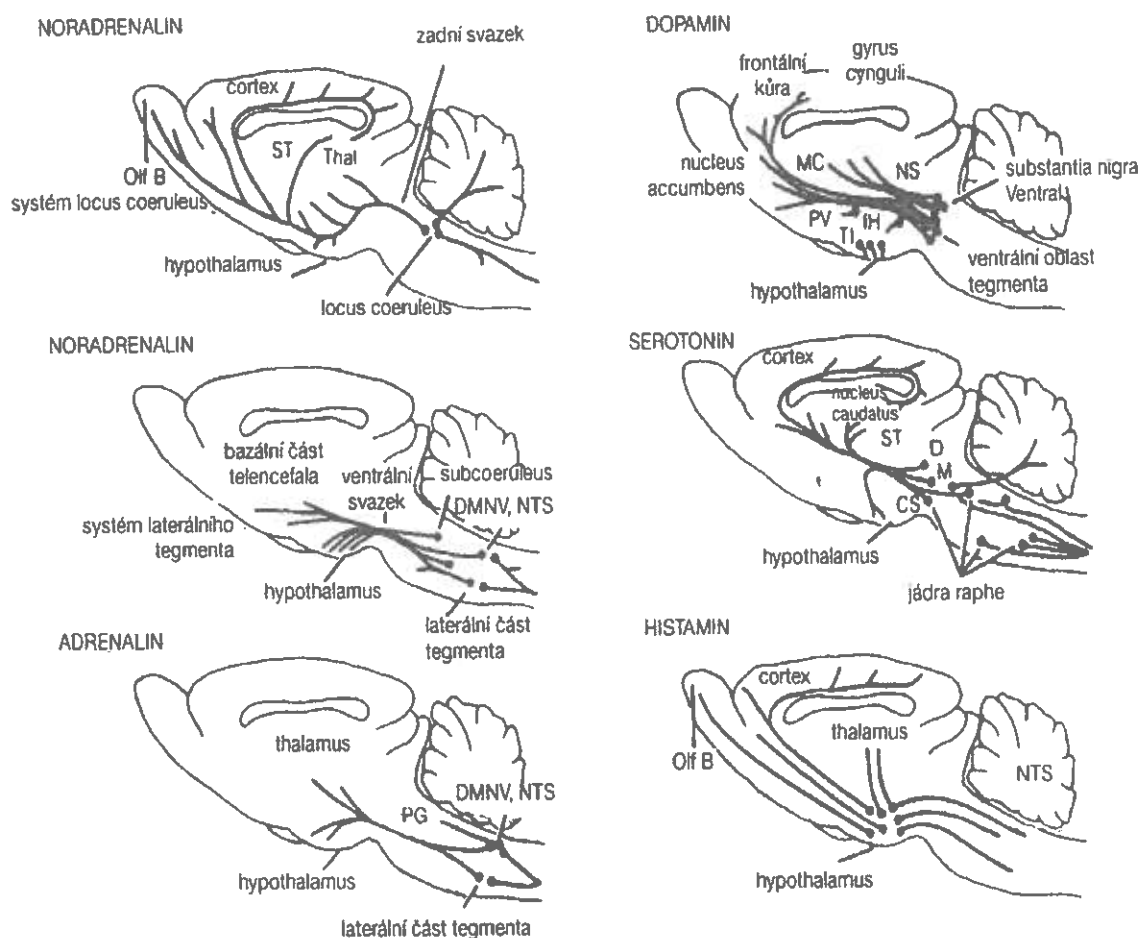 NORADRENALIN
zadní svazek
cortex
ST
Thal
Olf B
systém locus coeruleus
hypothalamus
locus coeruleus
DOPAMIN
gyrus
cynguli
frontální
kůra
nucleus
accumbens
MC
NS
substantia nigra
Ventral
PV
IH
TI
ventrální oblast
tegmenta
hypothalamus
NORADRENALIN
bazální část
telencefala
ventrální
svazek
subcoeruleus
DMNV, NTS
systém laterálního
tegmenta
hypothalamus
laterální část
tegmenta
SEROTONIN
cortex
nucleus
caudatus
ST
D
M
CS
hypothalamus
jádra raphe
ADRENALIN
thalamus
DMNV, NTS
PG
hypothalamus
laterální část tegmenta
HISTAMIN
cortex
thalamus
Olf B
NTS
hypothalamus